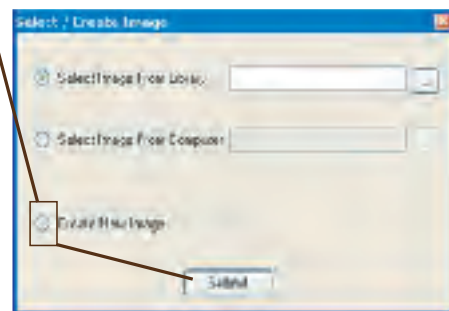 Select / Create Image
Select Image From Library
...
Select Image From Computer
Create New Image
Submit